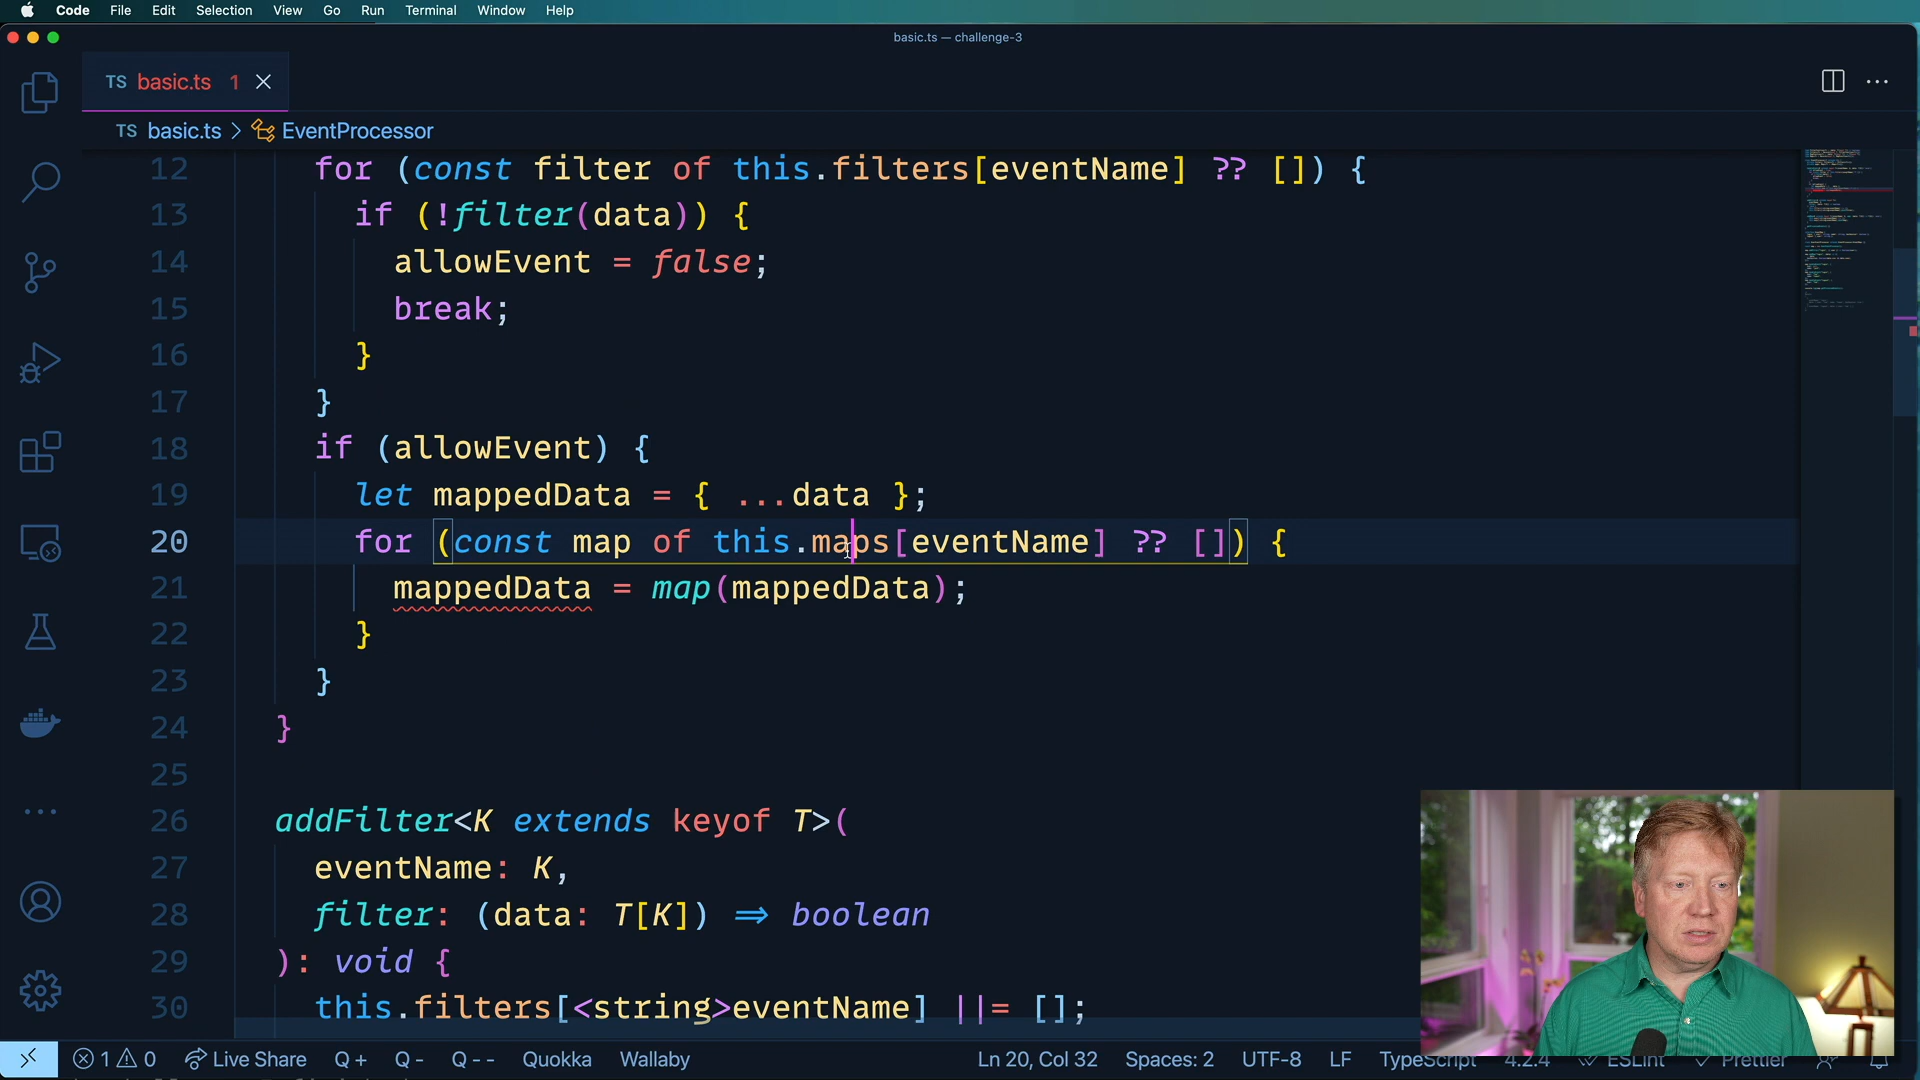 Code File Edit Selection View Go Run Terminal Window Help
basic.ts — challenge-3
TS basic.ts 1
TS basic.ts > EventProcessor
12 for (const filter of this.filters[eventName] ?? []) {
13 if (!filter(data)) {
14 allowEvent = false;
15 break;
16 }
17 }
18 if (allowEvent) {
19 let mappedData = { ...data };
20 for (const map of this.maps[eventName] ?? []) {
21 mappedData = map(mappedData);
22 }
23 }
24 }
25
26 addFilter<K extends keyof T>(
27 eventName: K,
28 filter: (data: T[K]) => boolean
29 ): void {
30 this.filters[<string>eventName] ||= [];
1 0 Live Share Q+ Q- Q-- Quokka Wallaby Ln 20, Col 32 Spaces: 2 UTF-8 LF TypeScript 4.2.4 ESLint Prettier